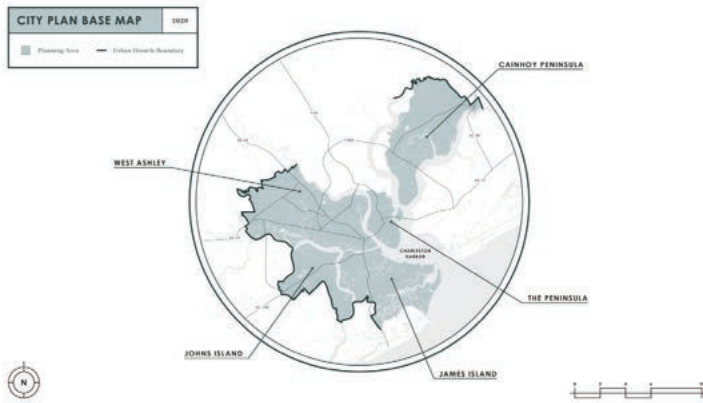 CITY PLAN BASE MAP
Planning Area
Urban Growth Boundary
CAINHOY PENINSULA
WEST ASHLEY
CHARLESTON
HARBOR
THE PENINSULA
JOHNS ISLAND
JAMES ISLAND
N